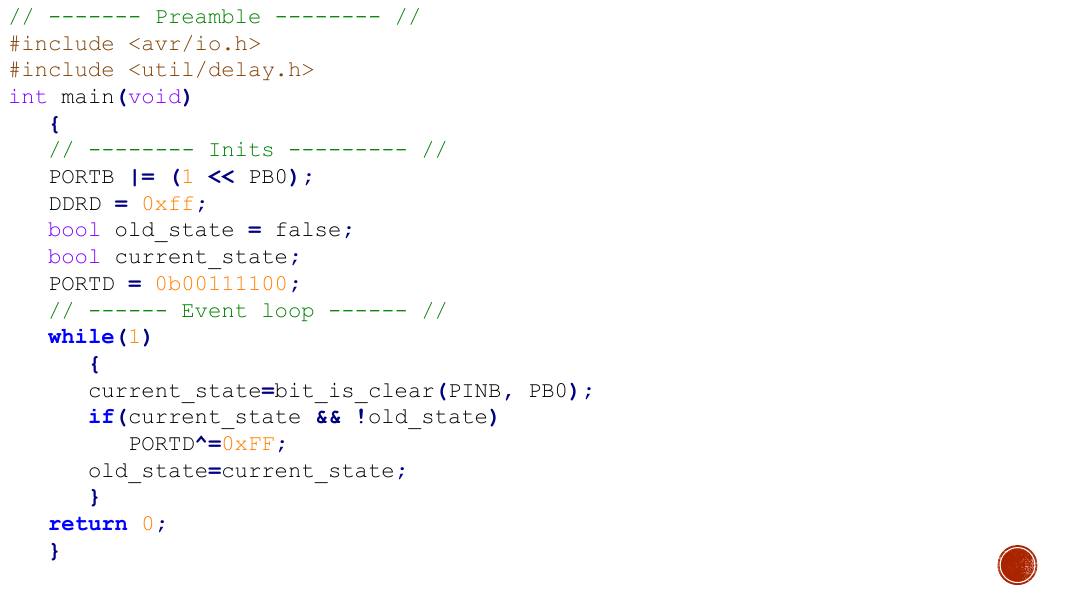 // ------- Preamble -------- //
#include <avr/io.h>
#include <util/delay.h>
int main(void)
   {
   // -------- Inits --------- //
   PORTB |= (1 << PB0);
   DDRD = 0xff;
   bool old_state = false;
   bool current_state;
   PORTD = 0b00111100;
   // ------ Event loop ------ //
   while(1)
      {
      current_state=bit_is_clear(PINB, PB0);
      if(current_state && !old_state)
         PORTD^=0xFF;
      old_state=current_state;
      }
   return 0;
   }